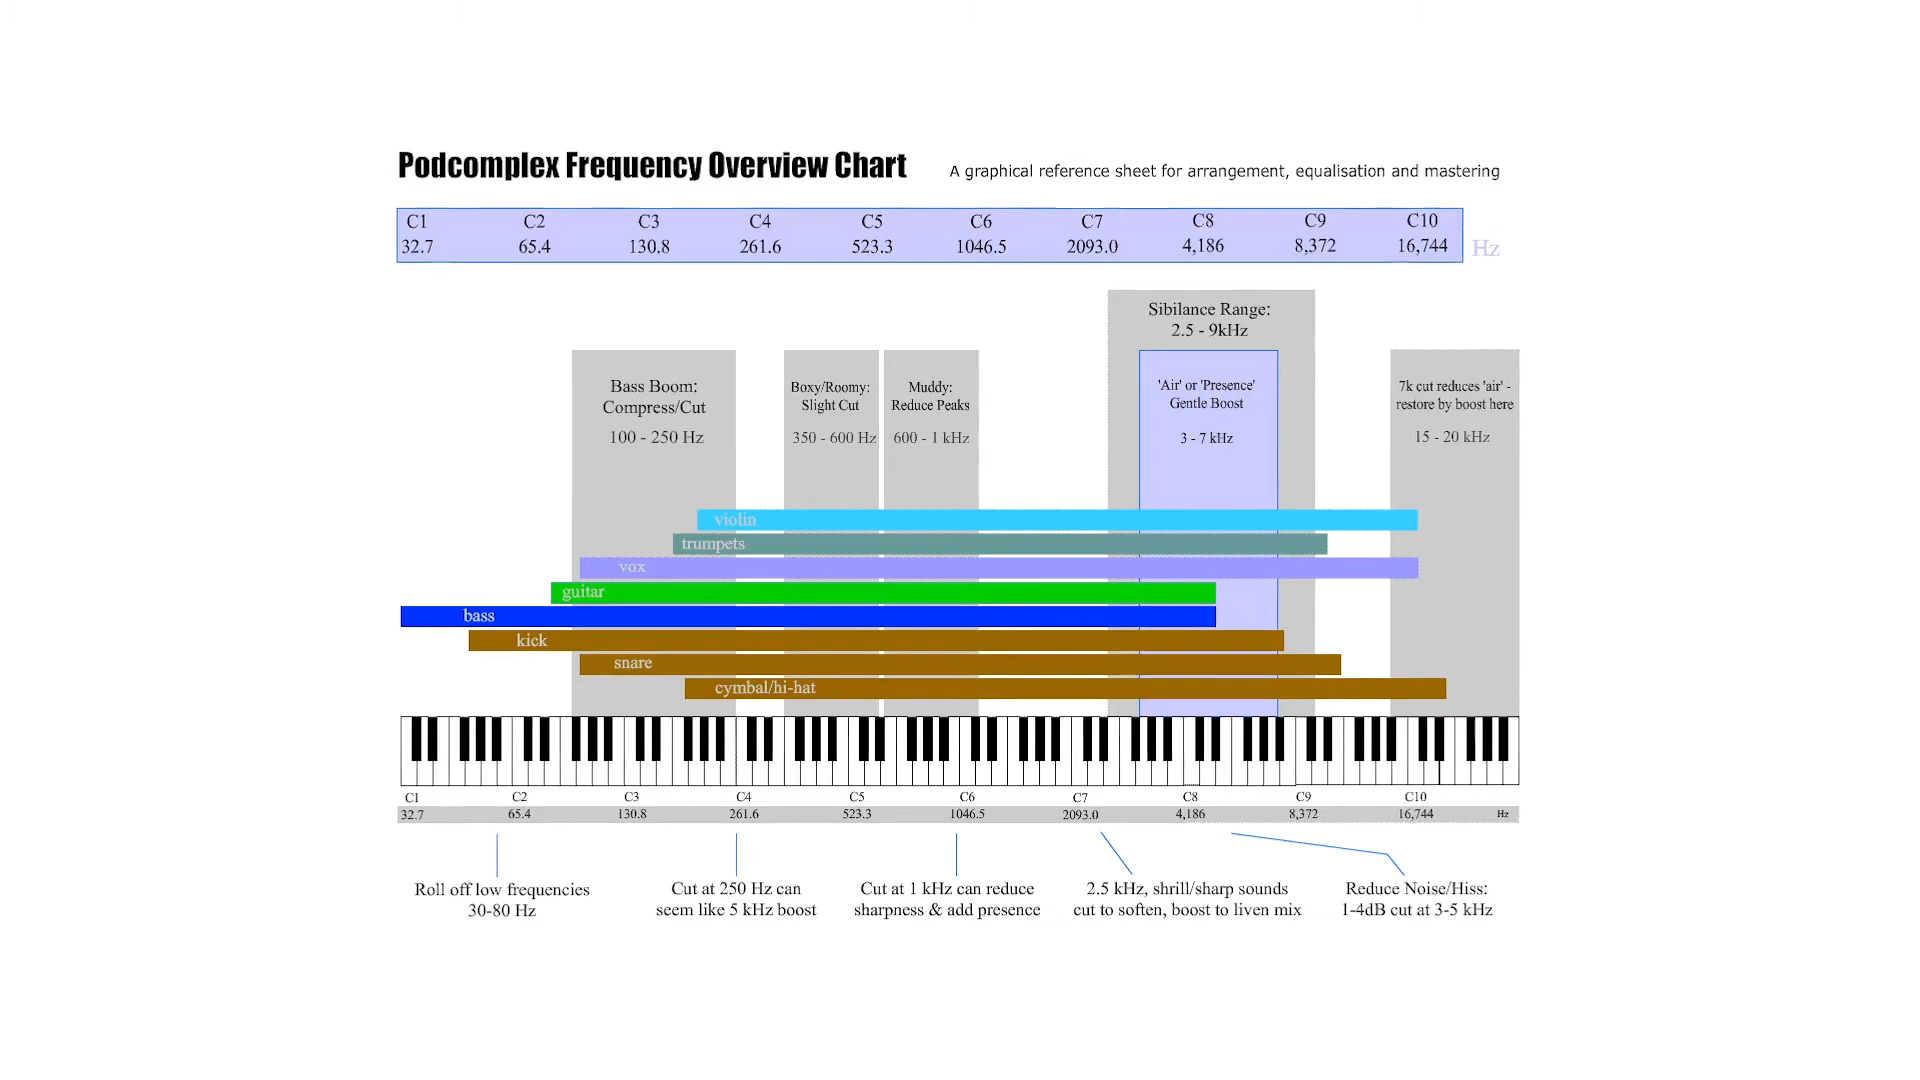 Podcomplex Frequency Overview Chart
A graphical reference sheet for arrangement, equalisation and mastering
C1 C2 C3 C4 C5 C6 C7 C8 C9 C10
32.7 65.4 130.8 261.6 523.3 1046.5 2093.0 4,186 8,372 16,744 Hz
Sibilance Range:
2.5 - 9kHz
Bass Boom:
Compress/Cut
100 - 250 Hz
Boxy/Roomy:
Slight Cut
350 - 600 Hz
Muddy:
Reduce Peaks
600 - 1 kHz
'Air' or 'Presence'
Gentle Boost
3 - 7 kHz
7k cut reduces 'air' -
restore by boost here
15 - 20 kHz
violin
trumpets
vox
guitar
bass
kick
snare
cymbal/hi-hat
C1 C2 C3 C4 C5 C6 C7 C8 C9 C10
32.7 65.4 130.8 261.6 523.3 1046.5 2093.0 4,186 8,372 16,744 Hz
Roll off low frequencies
30-80 Hz
Cut at 250 Hz can
seem like 5 kHz boost
Cut at 1 kHz can reduce
sharpness & add presence
2.5 kHz, shrill/sharp sounds
cut to soften, boost to liven mix
Reduce Noise/Hiss:
1-4dB cut at 3-5 kHz